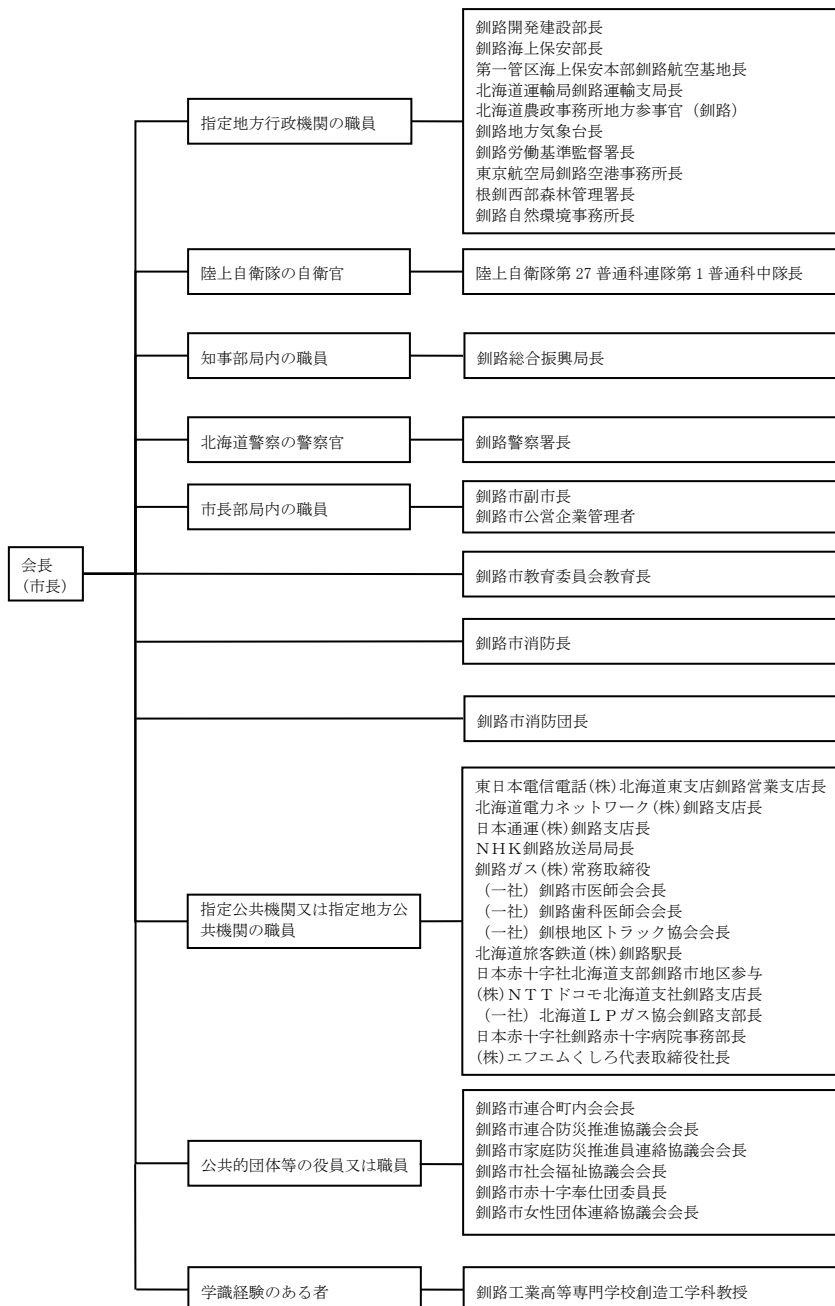 会長
(市長)
指定地方行政機関の職員
釧路開発建設部長
釧路海上保安部長
第一管区海上保安本部釧路航空基地長
北海道運輸局釧路運輸支局長
北海道農政事務所地方参事官（釧路）
釧路地方気象台長
釧路労働基準監督署長
東京航空局釧路空港事務所長
根釧西部森林管理署長
釧路自然環境事務所長
陸上自衛隊の自衛官
陸上自衛隊第 27 普通科連隊第 1 普通科中隊長
知事部局内の職員
釧路総合振興局長
北海道警察の警察官
釧路警察署長
市長部局内の職員
釧路市副市長
釧路市公営企業管理者
釧路市教育委員会教育長
釧路市消防長
釧路市消防団長
指定公共機関又は指定地方公
共機関の職員
東日本電信電話(株)北海道東支店釧路営業支店長
北海道電力ネットワーク(株)釧路支店長
日本通運(株)釧路支店長
ＮＨＫ釧路放送局局長
釧路ガス(株)常務取締役
（一社）釧路市医師会会長
（一社）釧路歯科医師会会長
（一社）釧根地区トラック協会会長
北海道旅客鉄道(株)釧路駅長
日本赤十字社北海道支部釧路市地区参与
(株)ＮＴＴドコモ北海道支社釧路支店長
（一社）北海道ＬＰガス協会釧路支部長
日本赤十字社釧路赤十字病院事務部長
(株)エフエムくしろ代表取締役社長
公共的団体等の役員又は職員
釧路市連合町内会会長
釧路市連合防災推進協議会会長
釧路市家庭防災推進員連絡協議会会長
釧路市社会福祉協議会会長
釧路市赤十字奉仕団委員長
釧路市女性団体連絡協議会会長
学識経験のある者
釧路工業高等専門学校創造工学科教授